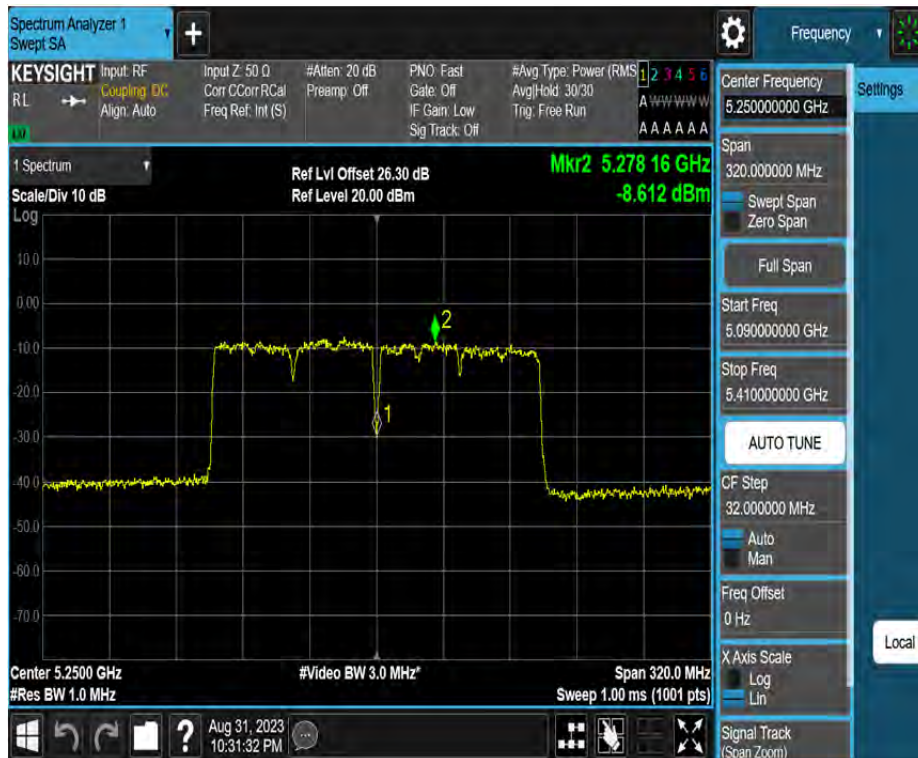 Spectrum Analyzer 1
Swept SA
+
Frequency
KEYSIGHT
RL
Input: RF
Coupling: DC
Align: Auto
Input Z: 50 Ω
Corr CCorr RCal
Freq Ref: Int (S)
#Atten: 20 dB
Preamp: Off
PNO: Fast
Gate: Off
IF Gain: Low
Sig Track: Off
#Avg Type: Power (RMS
Avg|Hold: 30/30
Trig: Free Run
1 2 3 4 5 6
A W W W W W
A A A A A A
1 Spectrum
Scale/Div 10 dB
Ref Lvl Offset 26.30 dB
Ref Level 20.00 dBm
Mkr2 5.278 16 GHz
-8.612 dBm
Log
10.0
0.00
-10.0
-20.0
-30.0
-40.0
-50.0
-60.0
-70.0
2
1
Center 5.2500 GHz
#Res BW 1.0 MHz
#Video BW 3.0 MHz*
Span 320.0 MHz
Sweep 1.00 ms (1001 pts)
Aug 31, 2023
10:31:32 PM
?
Center Frequency
5.250000000 GHz
Settings
Span
320.000000 MHz
Swept Span
Zero Span
Full Span
Start Freq
5.090000000 GHz
Stop Freq
5.410000000 GHz
AUTO TUNE
CF Step
32.000000 MHz
Auto
Man
Freq Offset
0 Hz
X Axis Scale
Log
Lin
Local
Signal Track
(Span Zoom)